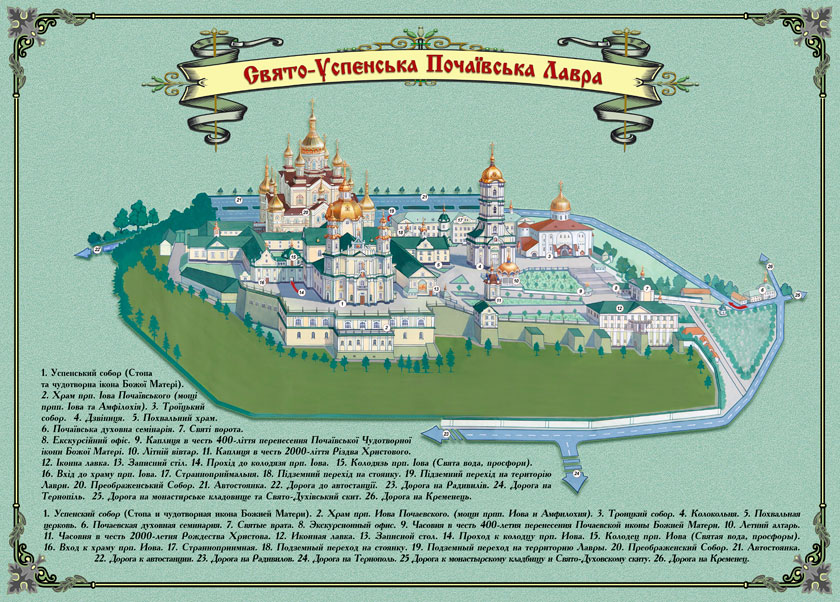 Свято-Успенська Почаївська Лавра
1. Успенський собор (Стопа
та чудотворна ікона Божої Матері).
2. Храм прп. Іова Почаївського (мощі
прпп. Іова та Амфілохія). 3. Троїцький
собор. 4. Дзвіниця. 5. Похвальний храм.
6. Почаївська духовна семінарія. 7. Святі ворота.
8. Екскурсійний офіс. 9. Каплиця в честь 400-ліття перенесення Почаївської Чудотворної
ікони Божої Матері. 10. Літній вівтар. 11. Каплиця в честь 2000-ліття Різдва Христового.
12. Іконна лавка. 13. Записний стіл. 14. Прохід до колодязя прп. Іова. 15. Колодязь прп. Іова (Свята вода, просфори).
16. Вхід до храму прп. Іова. 17. Странноприймальня. 18. Підземний перехід на стоянку. 19. Підземний перехід на територію
Лаври. 20. Преображенський Собор. 21. Автостоянка. 22. Дорога до автостанції. 23. Дорога на Радивилів. 24. Дорога на
Тернопіль. 25. Дорога на монастирське кладовище та Свято-Духівський скит. 26. Дорога на Кременець.
1. Успенский собор (Стопа и чудотворная икона Божией Матери). 2. Храм прп. Иова Почаевского. (мощи прпп. Иова и Амфилохия). 3. Троицкий собор. 4. Колокольня. 5. Похвальная
церковь. 6. Почаевская духовная семинария. 7. Святые врата. 8. Экскурсионный офис. 9. Часовня в честь 400-летия перенесения Почаевской иконы Божией Матери. 10. Летний алтарь.
11. Часовня в честь 2000-летия Рождества Христова. 12. Иконная лавка. 13. Записной стол. 14. Проход к колодцу прп. Иова. 15. Колодец прп. Иова (Святая вода, просфоры).
16. Вход к храму прп. Иова. 17. Странноприимная. 18. Подземный переход на стоянку. 19. Подземный переход на территорию Лавры. 20. Преображенский Собор. 21. Автостоянка.
22. Дорога к автостанции. 23. Дорога на Радивилов. 24. Дорога на Тернополь. 25 Дорога к монастырскому кладбищу и Свято-Духовскому скиту. 26. Дорога на Кременец.